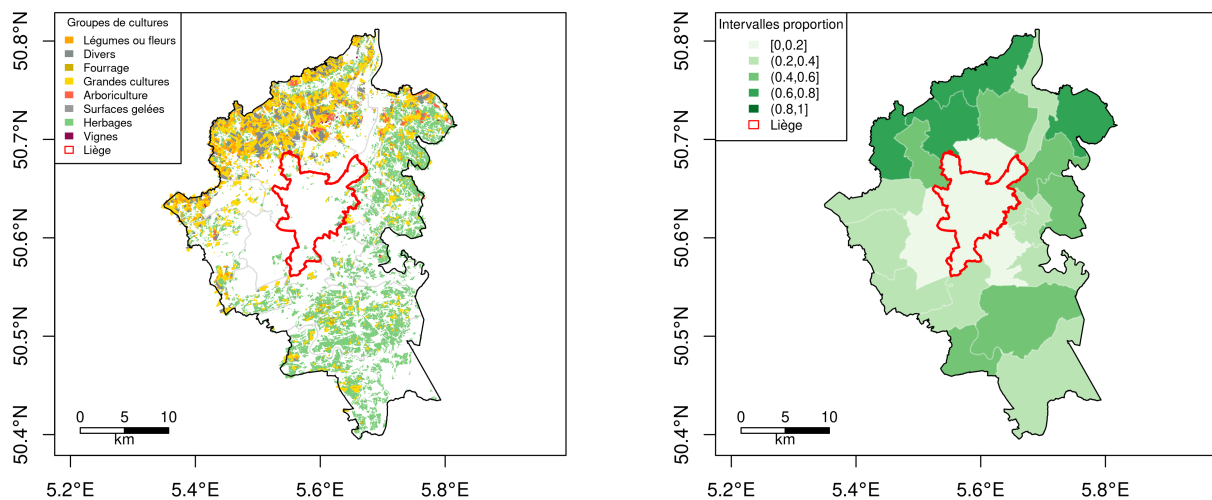 Groupes de cultures
Légumes ou fleurs
Divers
Fourrage
Grandes cultures
Arboriculture
Surfaces gelées
Herbages
Vignes
Liège
50.8°N
50.7°N
50.6°N
50.5°N
50.4°N
0 5 10
km
5.2°E 5.4°E 5.6°E 5.8°E
Intervalles proportion
[0,0.2]
(0.2,0.4]
(0.4,0.6]
(0.6,0.8]
(0.8,1]
Liège
50.8°N
50.7°N
50.6°N
50.5°N
50.4°N
0 5 10
km
5.2°E 5.4°E 5.6°E 5.8°E